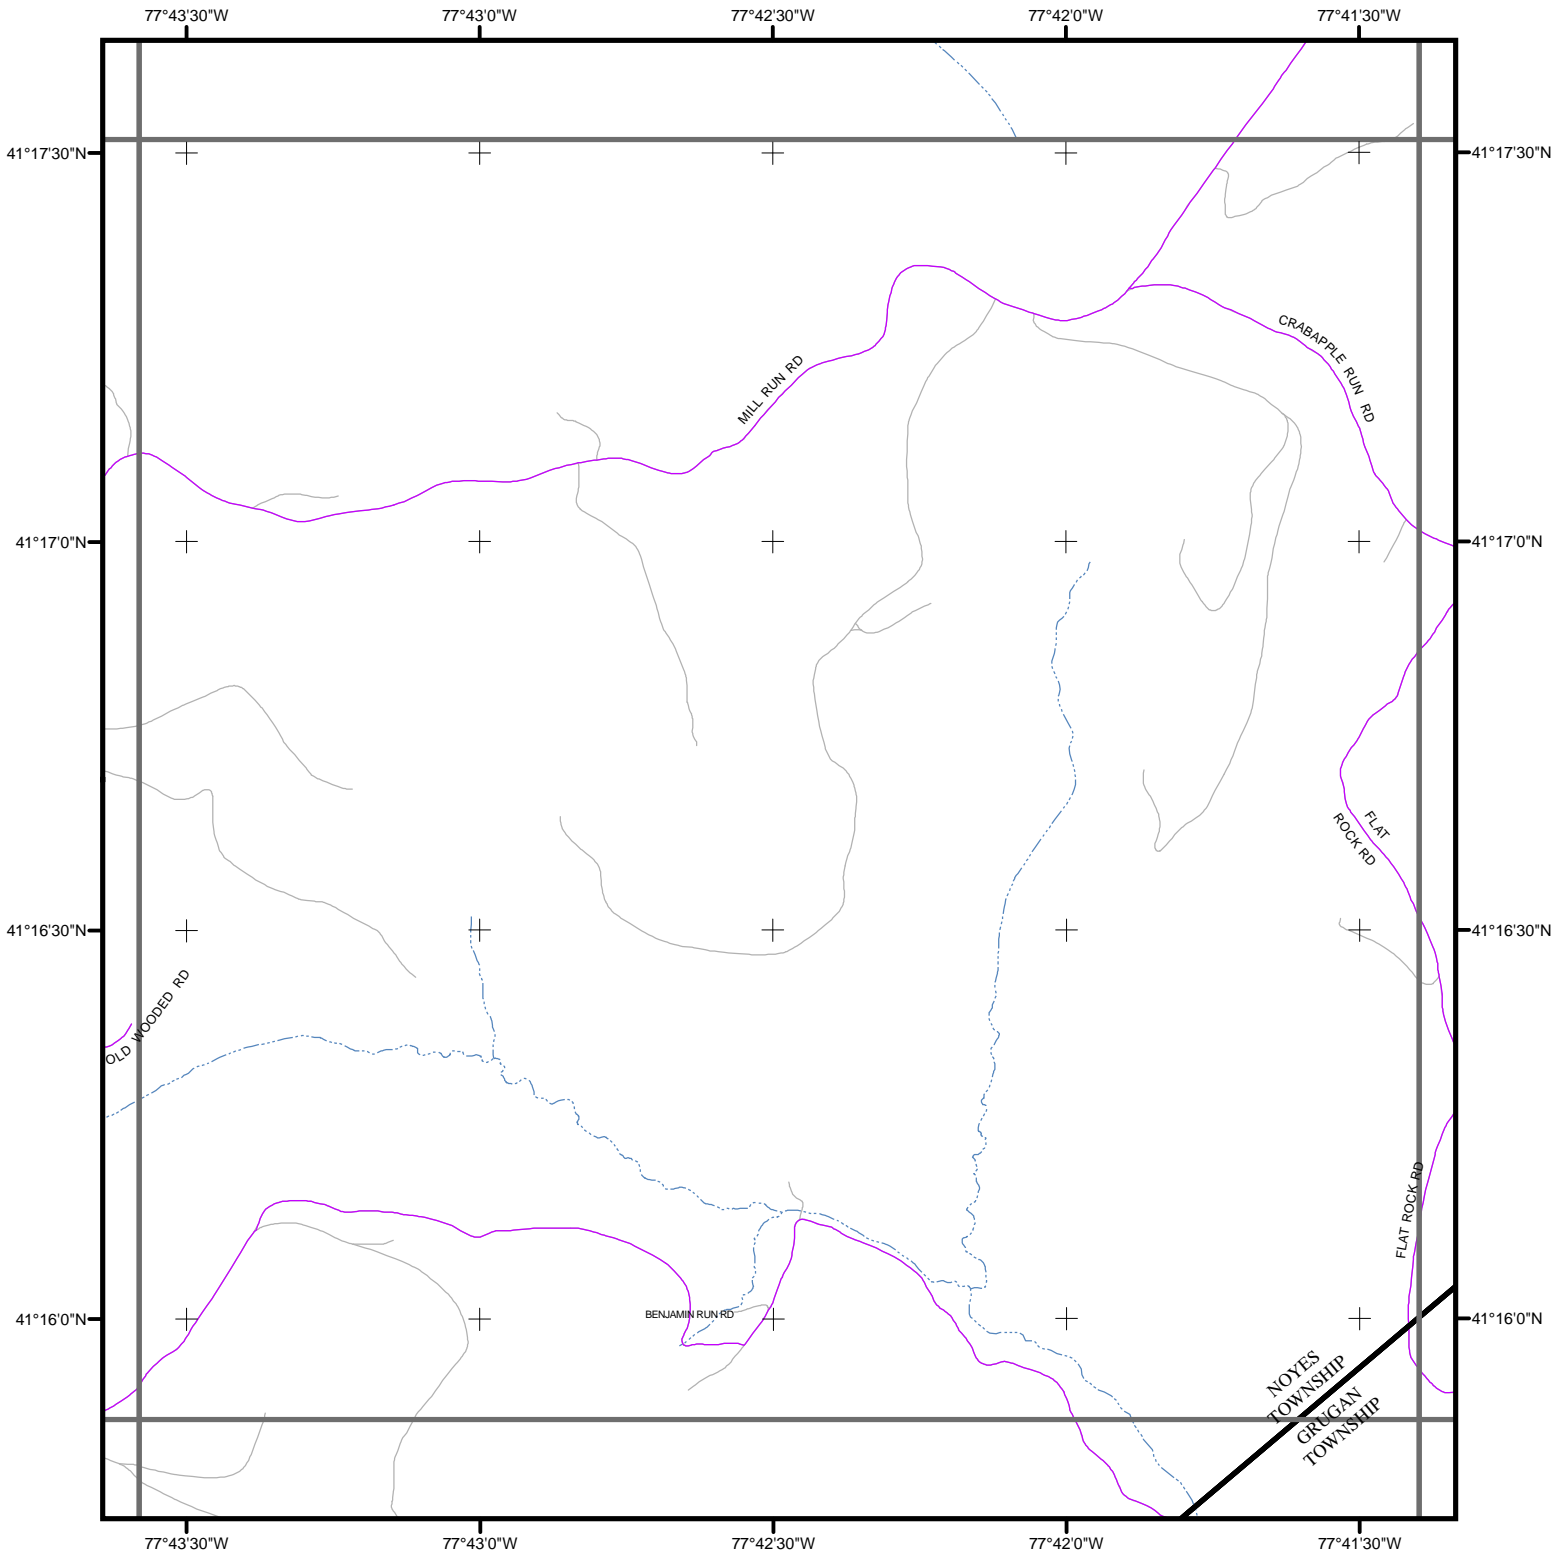 77°43'30"W 77°43'0"W 77°42'30"W 77°42'0"W 77°41'30"W
41°17'30"N 41°17'30"N
CRABAPPLE RUN RD
MILL RUN RD
41°17'0"N 41°17'0"N
FLAT
ROCK RD
41°16'30"N 41°16'30"N
OLD WOODED RD
FLAT ROCK RD
BENJAMIN RUN RD
41°16'0"N 41°16'0"N
NOYES
TOWNSHIP
GRUGAN
TOWNSHIP
77°43'30"W 77°43'0"W 77°42'30"W 77°42'0"W 77°41'30"W